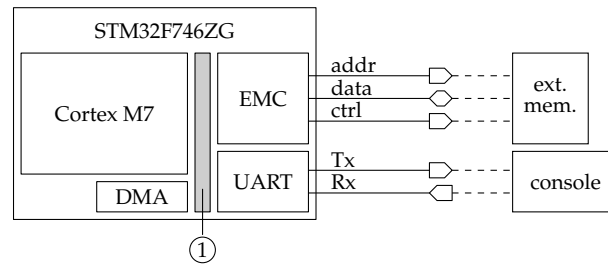 STM32F746ZG
Cortex M7
DMA
EMC
UART
addr
data
ctrl
Tx
Rx
ext.
mem.
console
1